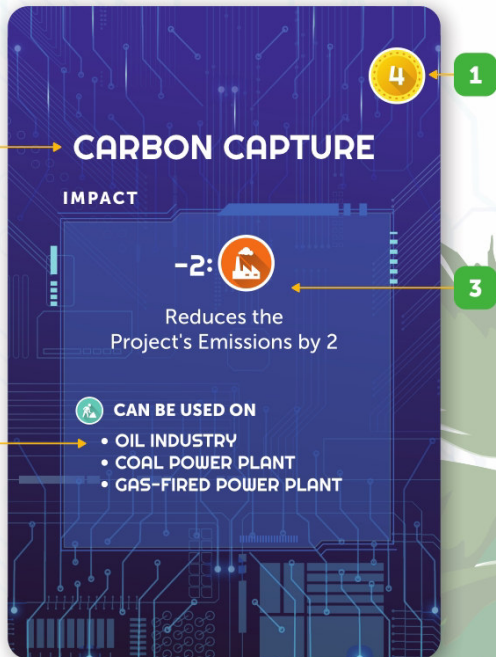 4
1
CARBON CAPTURE
IMPACT
-2:
3
Reduces the
Project's Emissions by 2
CAN BE USED ON
• OIL INDUSTRY
• COAL POWER PLANT
• GAS-FIRED POWER PLANT